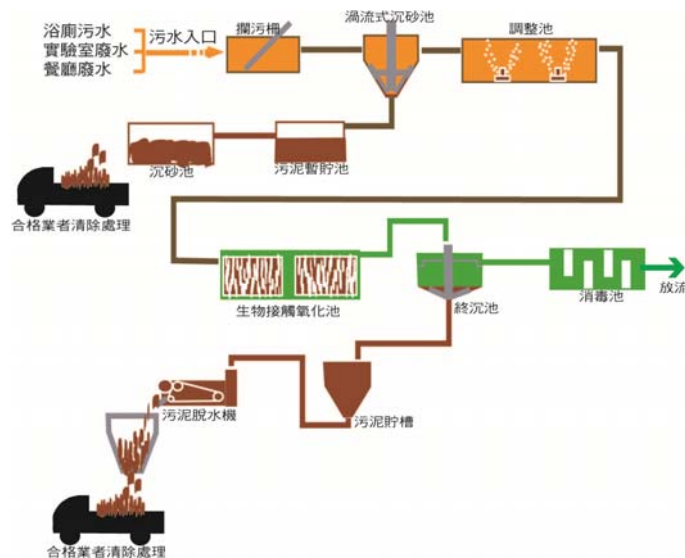 浴廁污水
實驗室廢水
餐廳廢水
污水入口
攔污柵
渦流式沉砂池
調整池
沉砂池
污泥暫貯池
合格業者清除處理
生物接觸氧化池
終沉池
消毒池
放流
污泥脫水機
污泥貯槽
合格業者清除處理